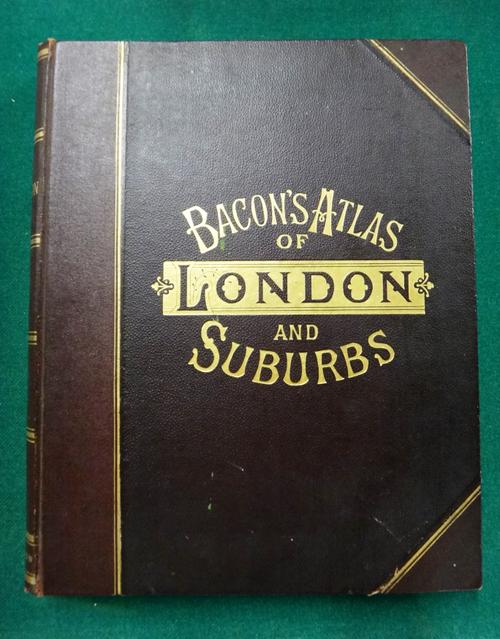 BACON'S ATLAS
OF
LONDON
AND
SUBURBS